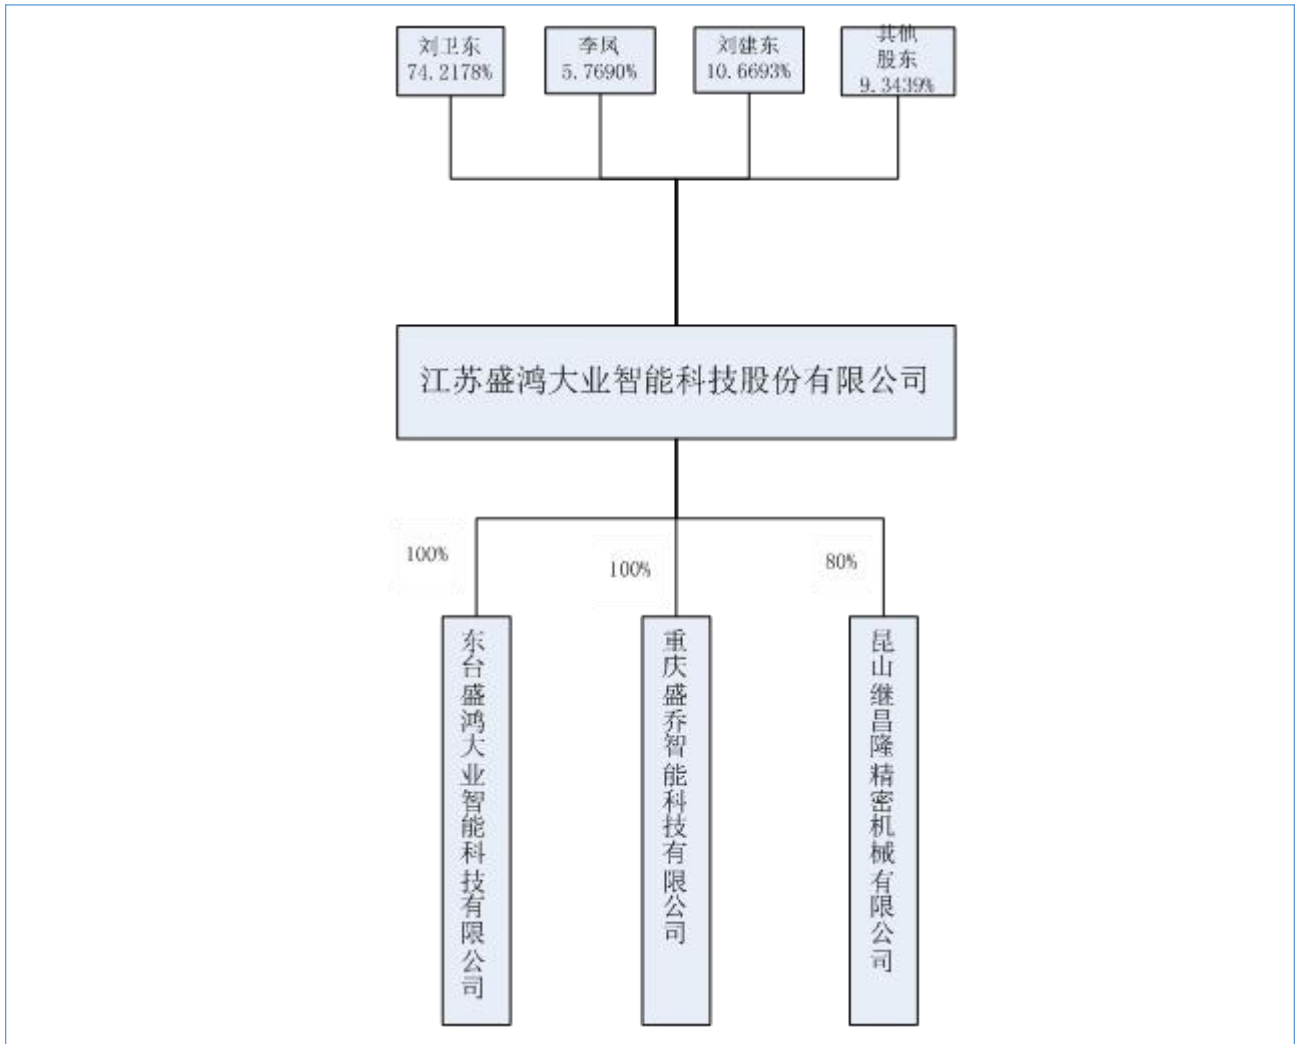 刘卫东
74.2178%
李凤
5.7690%
刘建东
10.6693%
其他
股东
9.3439%
江苏盛鸿大业智能科技股份有限公司
100%
100%
80%
东台盛鸿大业智能科技有限公司
重庆盛乔智能科技有限公司
昆山继昌隆精密机械有限公司